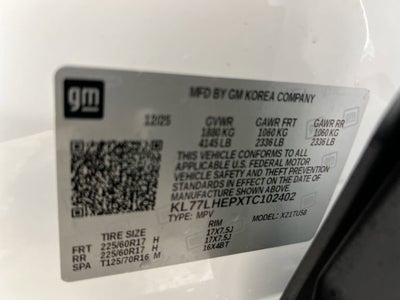 gm
MFD BY GM KOREA COMPANY
12/25 GVWR GAWR FRT GAWR RR
1880 KG 1060 KG 1060 KG
4145 LB 2336 LB 2336 LB
THIS VEHICLE CONFORMS TO ALL
APPLICABLE U.S. FEDERAL MOTOR
VEHICLE SAFETY AND THEFT
PREVENTION STANDARDS IN EFFECT
ON THE DATE OF MANUFACTURE
SHOWN ABOVE.
KL77LHEPXTC102402
TYPE: MPV MODEL: XZ1TU58
TIRE SIZE RIM
FRT 225/60R17 H 17X7.5J
RR 225/60R17 H 17X7.5J
SPA T125/70R16 M 16X4BT